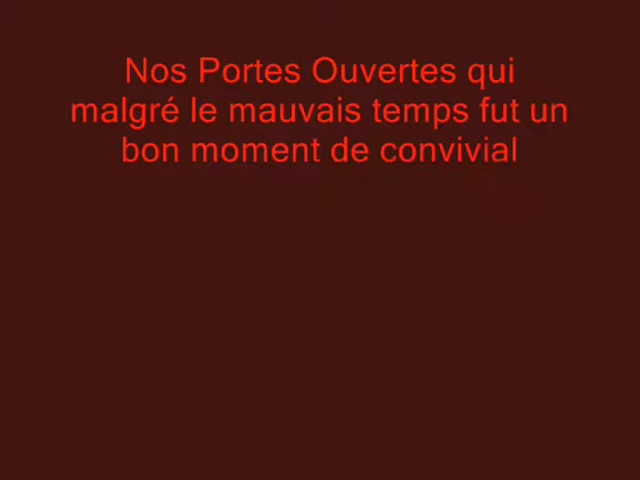 Nos Portes Ouvertes qui
malgré le mauvais temps fut un
bon moment de convivial